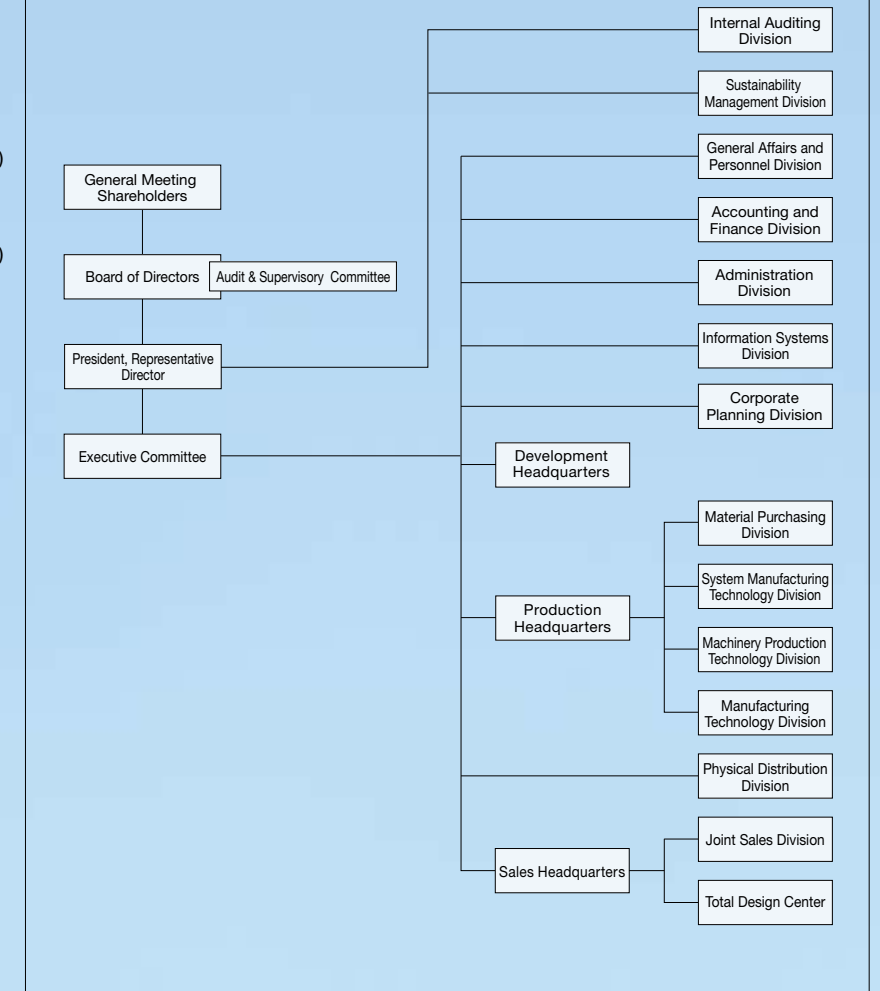 General Meeting
Shareholders
Board of Directors
Audit & Supervisory Committee
President, Representative
Director
Executive Committee
Internal Auditing
Division
Sustainability
Management Division
General Affairs and
Personnel Division
Accounting and
Finance Division
Administration
Division
Information Systems
Division
Corporate
Planning Division
Development
Headquarters
Production
Headquarters
Material Purchasing
Division
System Manufacturing
Technology Division
Machinery Production
Technology Division
Manufacturing
Technology Division
Physical Distribution
Division
Sales Headquarters
Joint Sales Division
Total Design Center
)
)